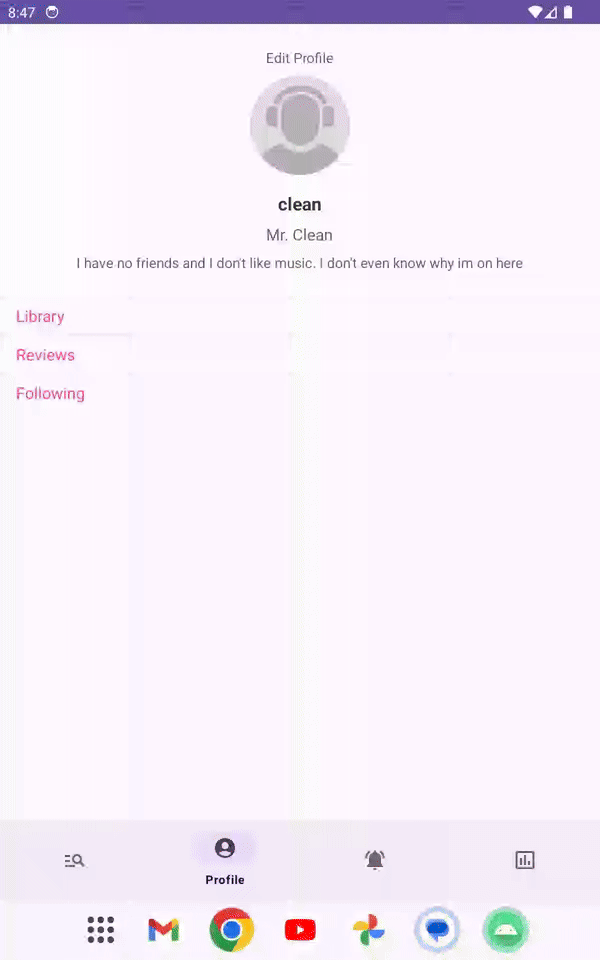 8:47
Edit Profile
clean
Mr. Clean
I have no friends and I don't like music. I don't even know why im on here
Library
Reviews
Following
Profile